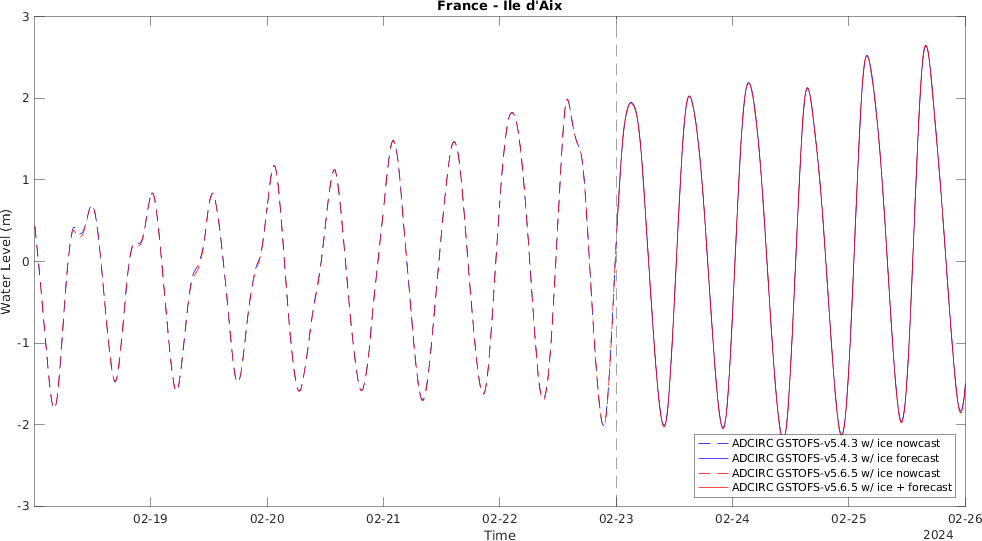 France - Ile d'Aix
3
2
1
0
-1
-2
-3
Water Level (m)
ADCIRC GSTOFS-v5.4.3 w/ ice nowcast
ADCIRC GSTOFS-v5.4.3 w/ ice forecast
ADCIRC GSTOFS-v5.6.5 w/ ice nowcast
ADCIRC GSTOFS-v5.6.5 w/ ice + forecast
02-19 02-20 02-21 02-22 02-23 02-24 02-25 02-26
Time
2024